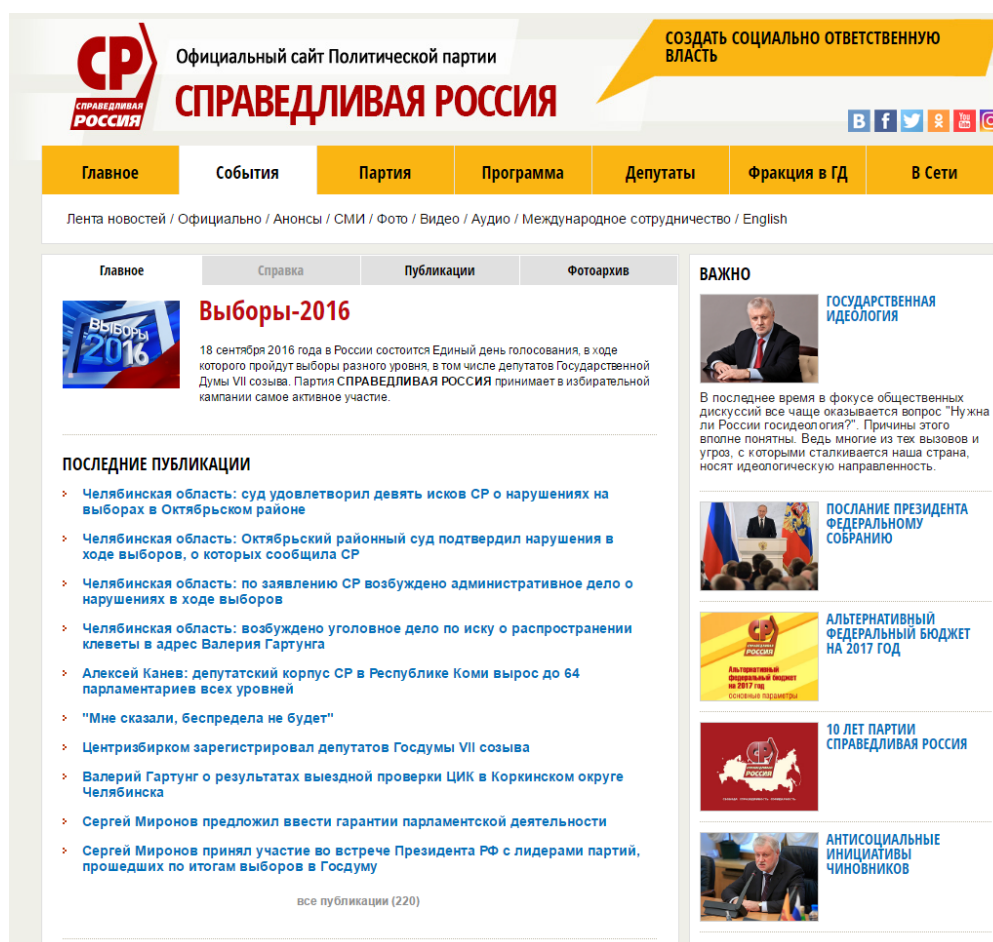 СР
СПРАВЕДЛИВАЯ
РОССИЯ
Официальный сайт Политической партии
СПРАВЕДЛИВАЯ РОССИЯ
СОЗДАТЬ СОЦИАЛЬНО ОТВЕТСТВЕННУЮ
ВЛАСТЬ
Главное
События
Партия
Программа
Депутаты
Фракция в ГД
В Сети
Лента новостей / Официально / Анонсы / СМИ / Фото / Видео / Аудио / Международное сотрудничество / English
Главное
Справка
Публикации
Фотоархив
ВЫБОРЫ
2016
Выборы-2016
18 сентября 2016 года в России состоится Единый день голосования, в ходе
которого пройдут выборы разного уровня, в том числе депутатов Государственной
Думы VII созыва. Партия СПРАВЕДЛИВАЯ РОССИЯ принимает в избирательной
кампании самое активное участие.
ПОСЛЕДНИЕ ПУБЛИКАЦИИ
Челябинская область: суд удовлетворил девять исков СР о нарушениях на
выборах в Октябрьском районе
Челябинская область: Октябрьский районный суд подтвердил нарушения в
ходе выборов, о которых сообщила СР
Челябинская область: по заявлению СР возбуждено административное дело о
нарушениях в ходе выборов
Челябинская область: возбуждено уголовное дело по иску о распространении
клеветы в адрес Валерия Гартунга
Алексей Канев: депутатский корпус СР в Республике Коми вырос до 64
парламентариев всех уровней
"Мне сказали, беспредела не будет"
Центризбирком зарегистрировал депутатов Госдумы VII созыва
Валерий Гартунг о результатах выездной проверки ЦИК в Коркинском округе
Челябинска
Сергей Миронов предложил ввести гарантии парламентской деятельности
Сергей Миронов принял участие во встрече Президента РФ с лидерами партий,
прошедших по итогам выборов в Госдуму
все публикации (220)
ВАЖНО
ГОСУДАРСТВЕННАЯ
ИДЕОЛОГИЯ
В последнее время в фокусе общественных
дискуссий все чаще оказывается вопрос "Нужна
ли России госидеология?". Причины этого
вполне понятны. Ведь многие из тех вызовов и
угроз, с которыми сталкивается наша страна,
носят идеологическую направленность.
ПОСЛАНИЕ ПРЕЗИДЕНТА
ФЕДЕРАЛЬНОМУ
СОБРАНИЮ
СР
РОССИЯ
Альтернативный
федеральный бюджет
на 2017 год
основные параметры
АЛЬТЕРНАТИВНЫЙ
ФЕДЕРАЛЬНЫЙ БЮДЖЕТ
НА 2017 ГОД
СР
РОССИЯ
10 ЛЕТ ПАРТИИ
СПРАВЕДЛИВАЯ РОССИЯ
АНТИСОЦИАЛЬНЫЕ
ИНИЦИАТИВЫ
ЧИНОВНИКОВ